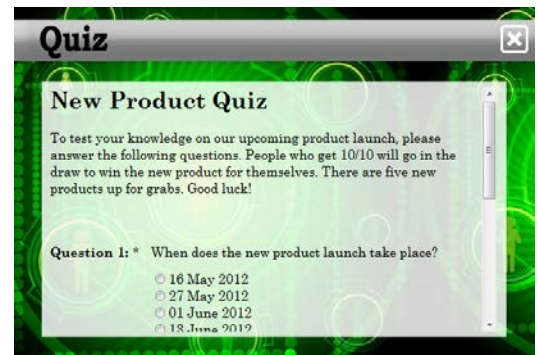 Quiz
New Product Quiz
To test your knowledge on our upcoming product launch, please
answer the following questions. People who get 10/10 will go in the
draw to win the new product for themselves. There are five new
products up for grabs. Good luck!
Question 1: * When does the new product launch take place?
16 May 2012
27 May 2012
01 June 2012
13 June 2012